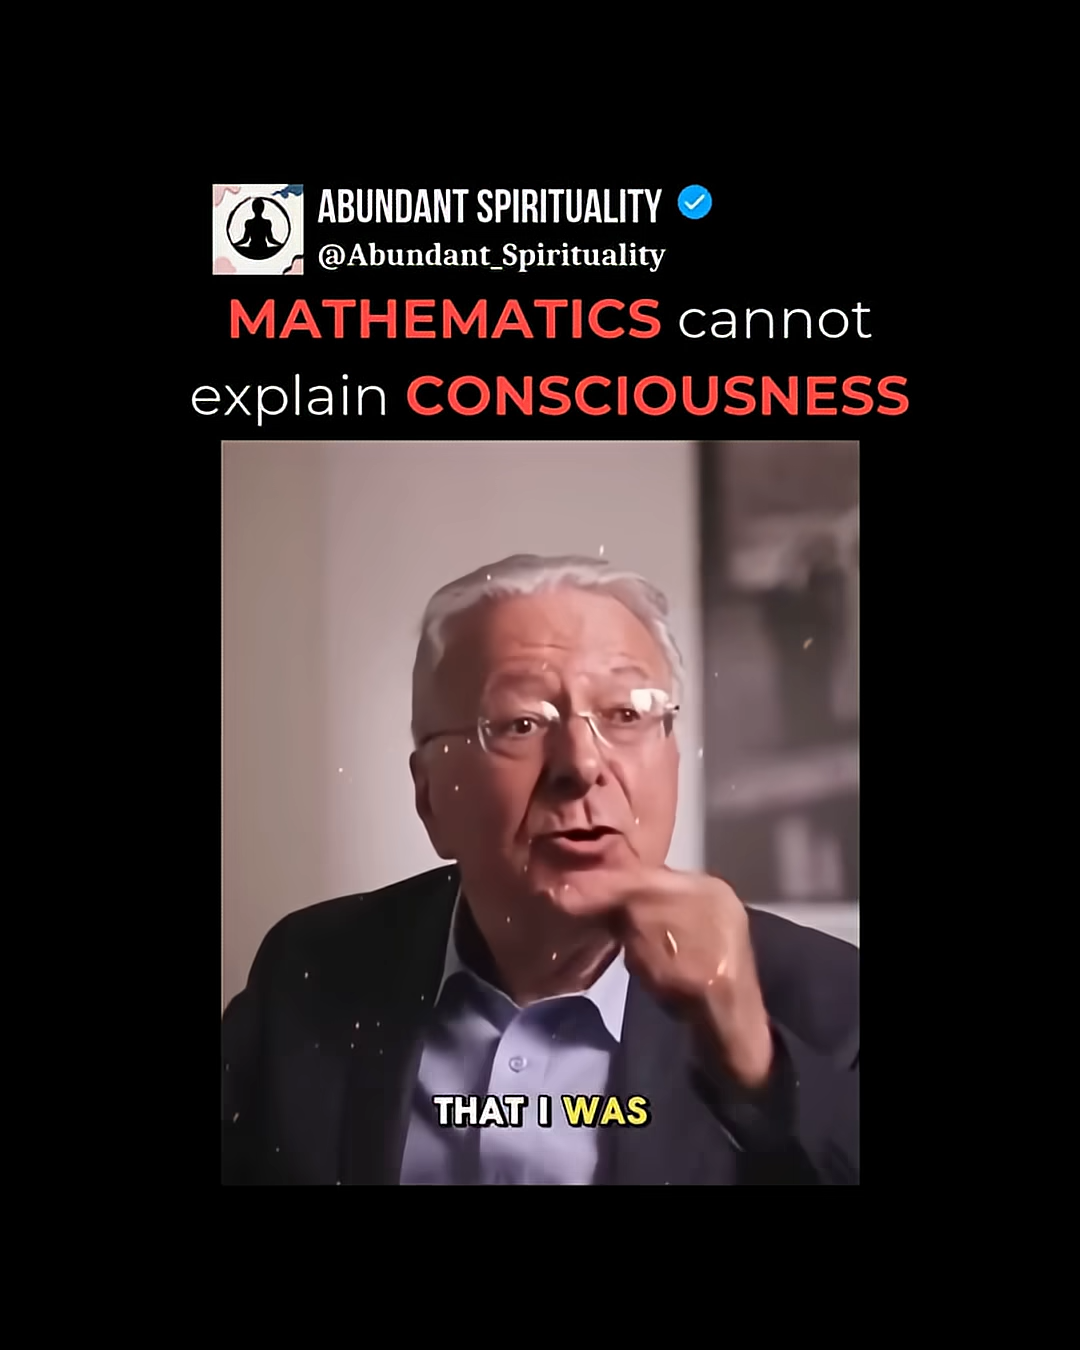 ABUNDANT SPIRITUALITY
@Abundant_Spirituality
MATHEMATICS cannot
explain CONSCIOUSNESS
THAT I WAS